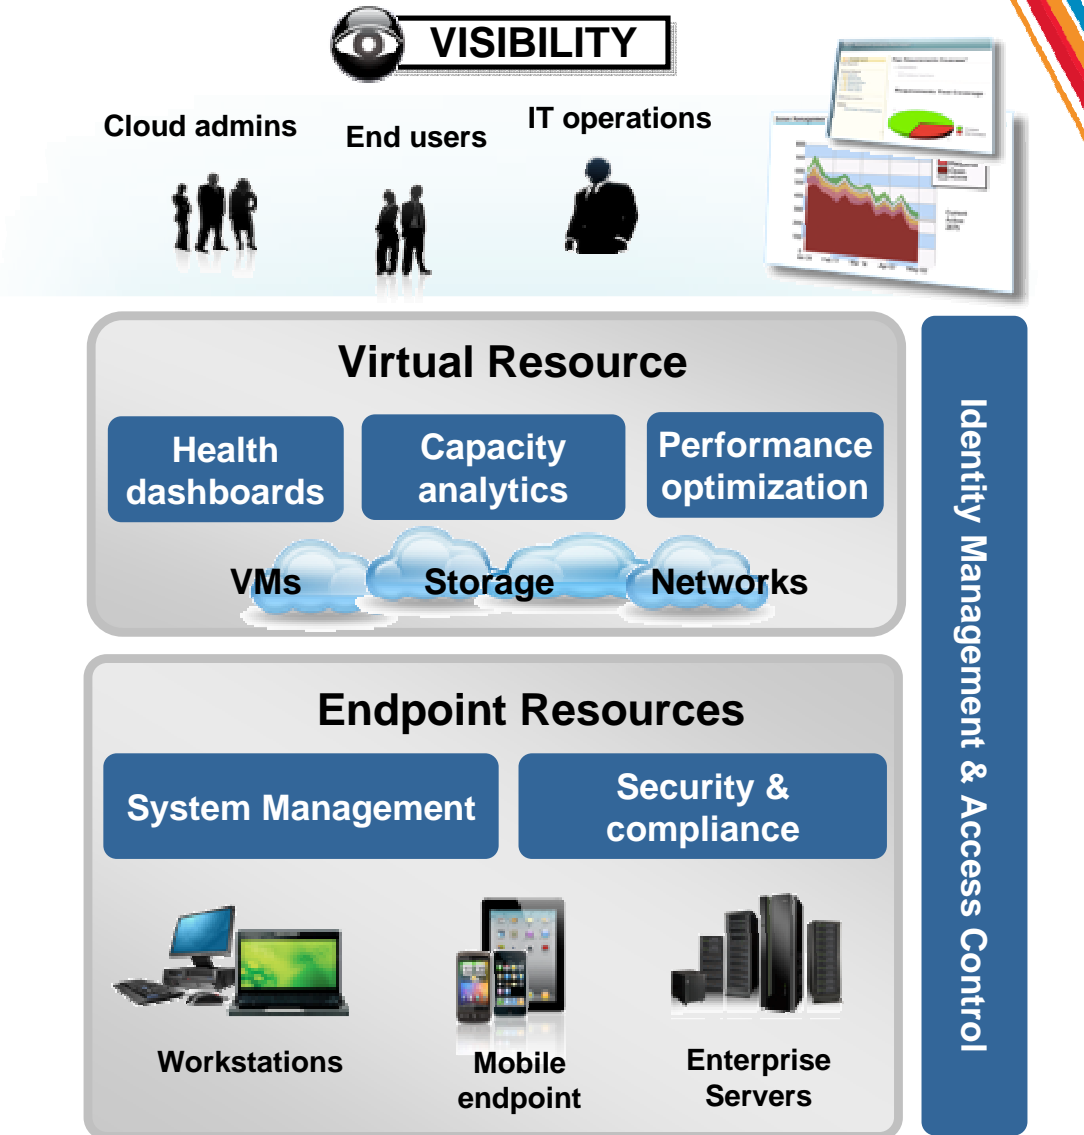 VISIBILITY
Cloud admins
End users
IT operations
Virtual Resource
Health
dashboards
Capacity
analytics
Performance
optimization
VMs
Storage
Networks
Endpoint Resources
System Management
Security &
compliance
Workstations
Mobile
endpoint
Enterprise
Servers
Identity Management & Access Control